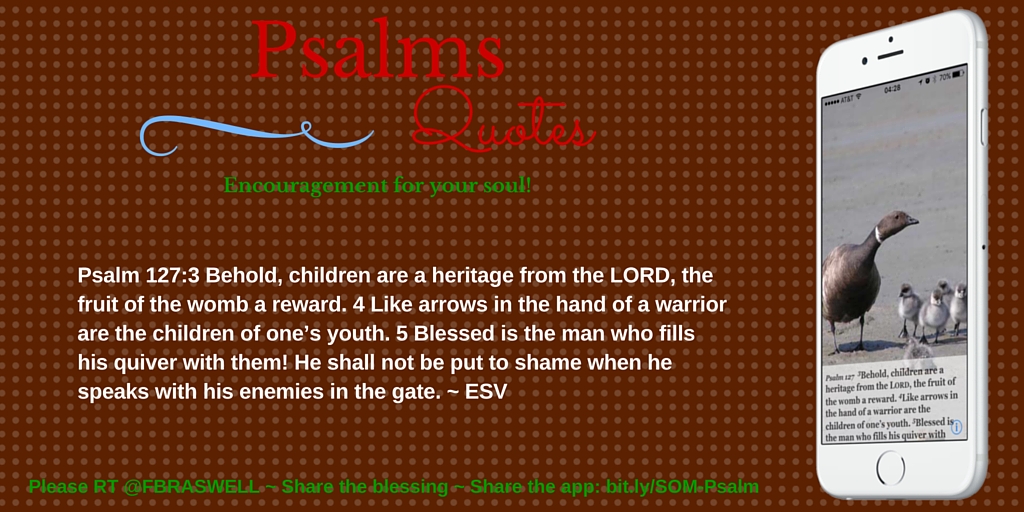 Psalms
Quotes
Encouragement for your soul!
Psalm 127:3 Behold, children are a heritage from the LORD, the
fruit of the womb a reward. 4 Like arrows in the hand of a warrior
are the children of one’s youth. 5 Blessed is the man who fills
his quiver with them! He shall not be put to shame when he
speaks with his enemies in the gate. ~ ESV
Please RT @FBRASWELL ~ Share the blessing ~ Share the app: bit.ly/SOM-Psalm
AT&T 04:28 70%
Psalm 127 ³Behold, children are a
heritage from the LORD, the fruit of
the womb a reward. ⁴Like arrows in
the hand of a warrior are the
children of one’s youth. ⁵Blessed is
the man who fills his quiver with